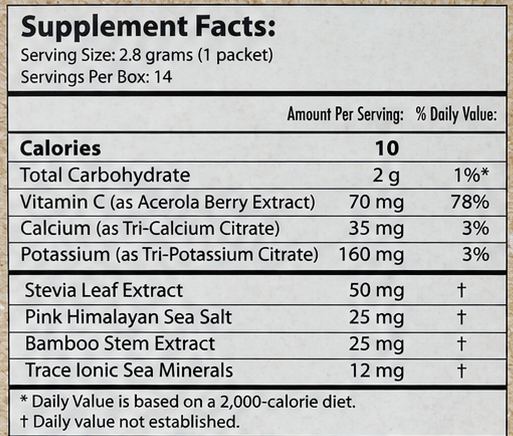 Supplement Facts:
Serving Size: 2.8 grams (1 packet)
Servings Per Box: 14
Amount Per Serving: % Daily Value:
Calories 10
Total Carbohydrate 2 g 1%*
Vitamin C (as Acerola Berry Extract) 70 mg 78%
Calcium (as Tri-Calcium Citrate) 35 mg 3%
Potassium (as Tri-Potassium Citrate) 160 mg 3%
Stevia Leaf Extract 50 mg †
Pink Himalayan Sea Salt 25 mg †
Bamboo Stem Extract 25 mg †
Trace Ionic Sea Minerals 12 mg †
* Daily Value is based on a 2,000-calorie diet.
† Daily value not established.